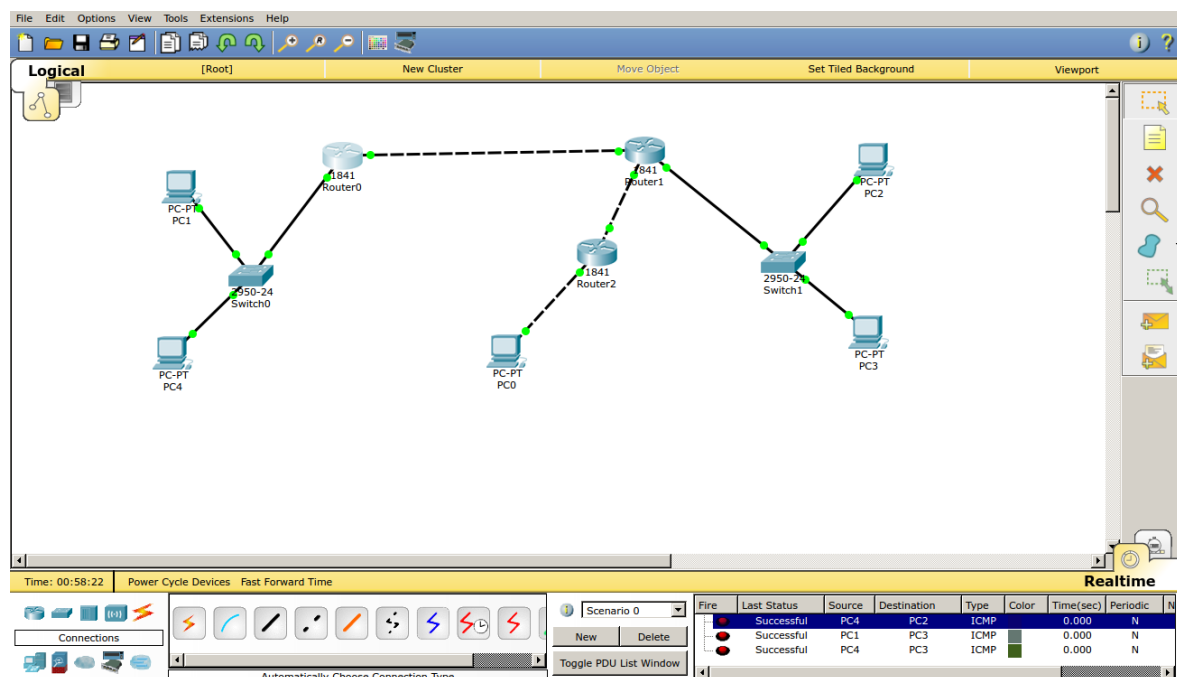 File Edit Options View Tools Extensions Help
Logical [Root] New Cluster Move Object Set Tiled Background Viewport
1841
Router0
1841
Router1
PC-PT
PC2
PC-PT
PC1
1841
Router2
2950-24
Switch0
2950-24
Switch1
PC-PT
PC4
PC-PT
PC0
PC-PT
PC3
Time: 00:58:22 Power Cycle Devices Fast Forward Time Realtime
Connections
Automatically Choose Connection Type
Scenario 0
New Delete
Toggle PDU List Window
Fire Last Status Source Destination Type Color Time(sec) Periodic N
Successful PC4 PC2 ICMP 0.000 N
Successful PC1 PC3 ICMP 0.000 N
Successful PC4 PC3 ICMP 0.000 N